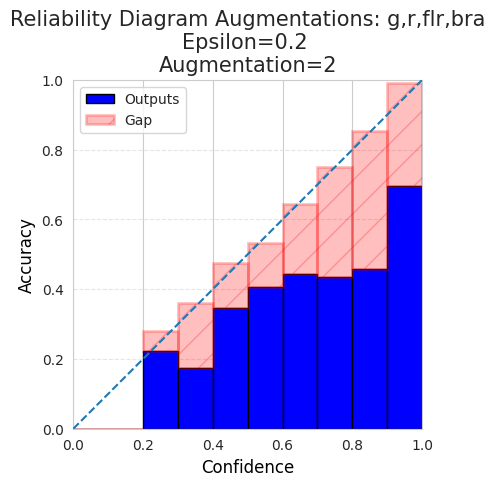 Reliability Diagram Augmentations: g,r,flr,bra
Epsilon=0.2
Augmentation=2
1.0
0.8
0.6
0.4
0.2
0.0
Accuracy
Outputs
Gap
0.0 0.2 0.4 0.6 0.8 1.0
Confidence